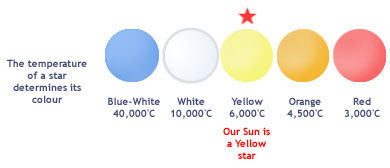 The temperature
of a star
determines its
colour
Blue-White
40,000°C
White
10,000°C
Yellow
6,000°C
Orange
4,500°C
Red
3,000°C
Our Sun is
a Yellow
star